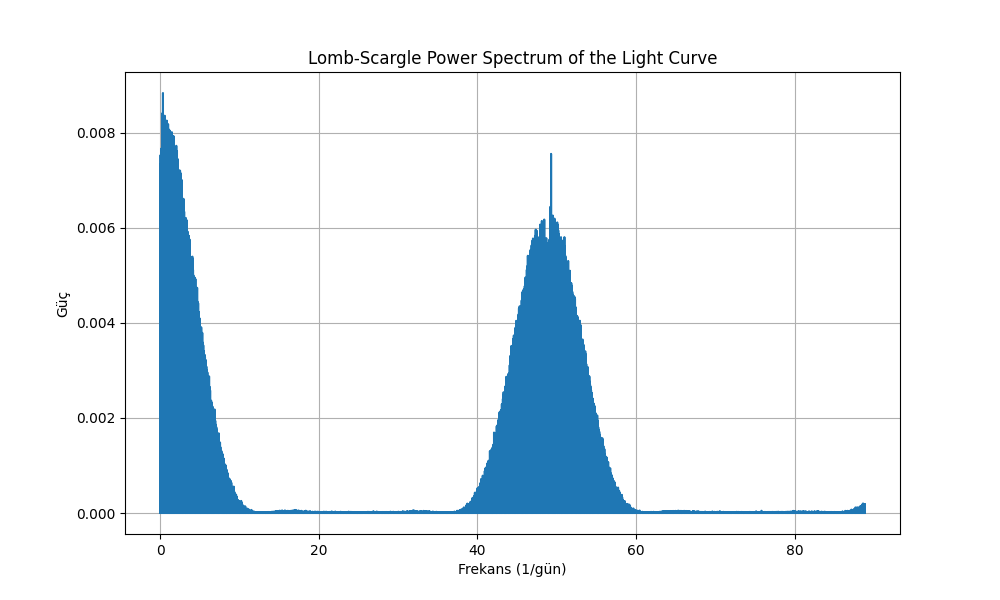 Lomb-Scargle Power Spectrum of the Light Curve
0.008
0.006
0.004
0.002
0.000
Güç
0 20 40 60 80
Frekans (1/gün)